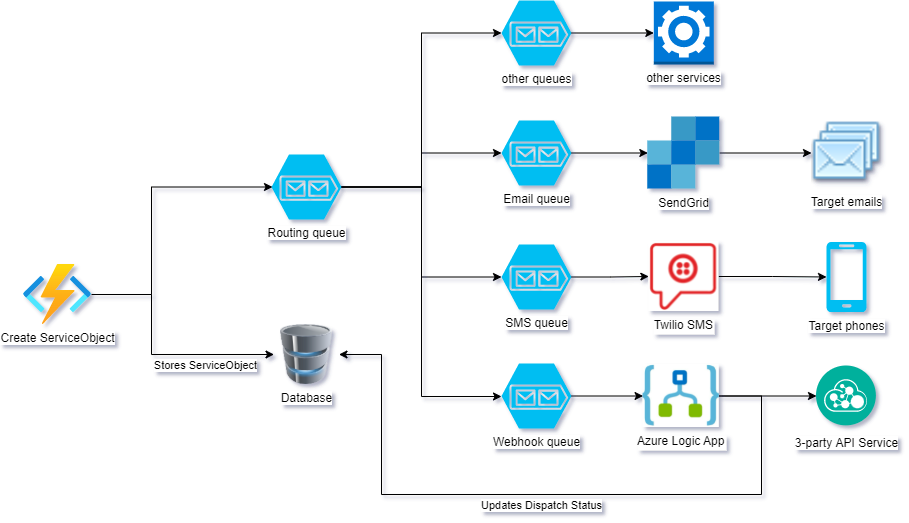 other queues
other services
Email queue
SendGrid
Target emails
Routing queue
SMS queue
Twilio SMS
Target phones
Create ServiceObject
Stores ServiceObject
Database
Webhook queue
Azure Logic App
3-party API Service
Updates Dispatch Status